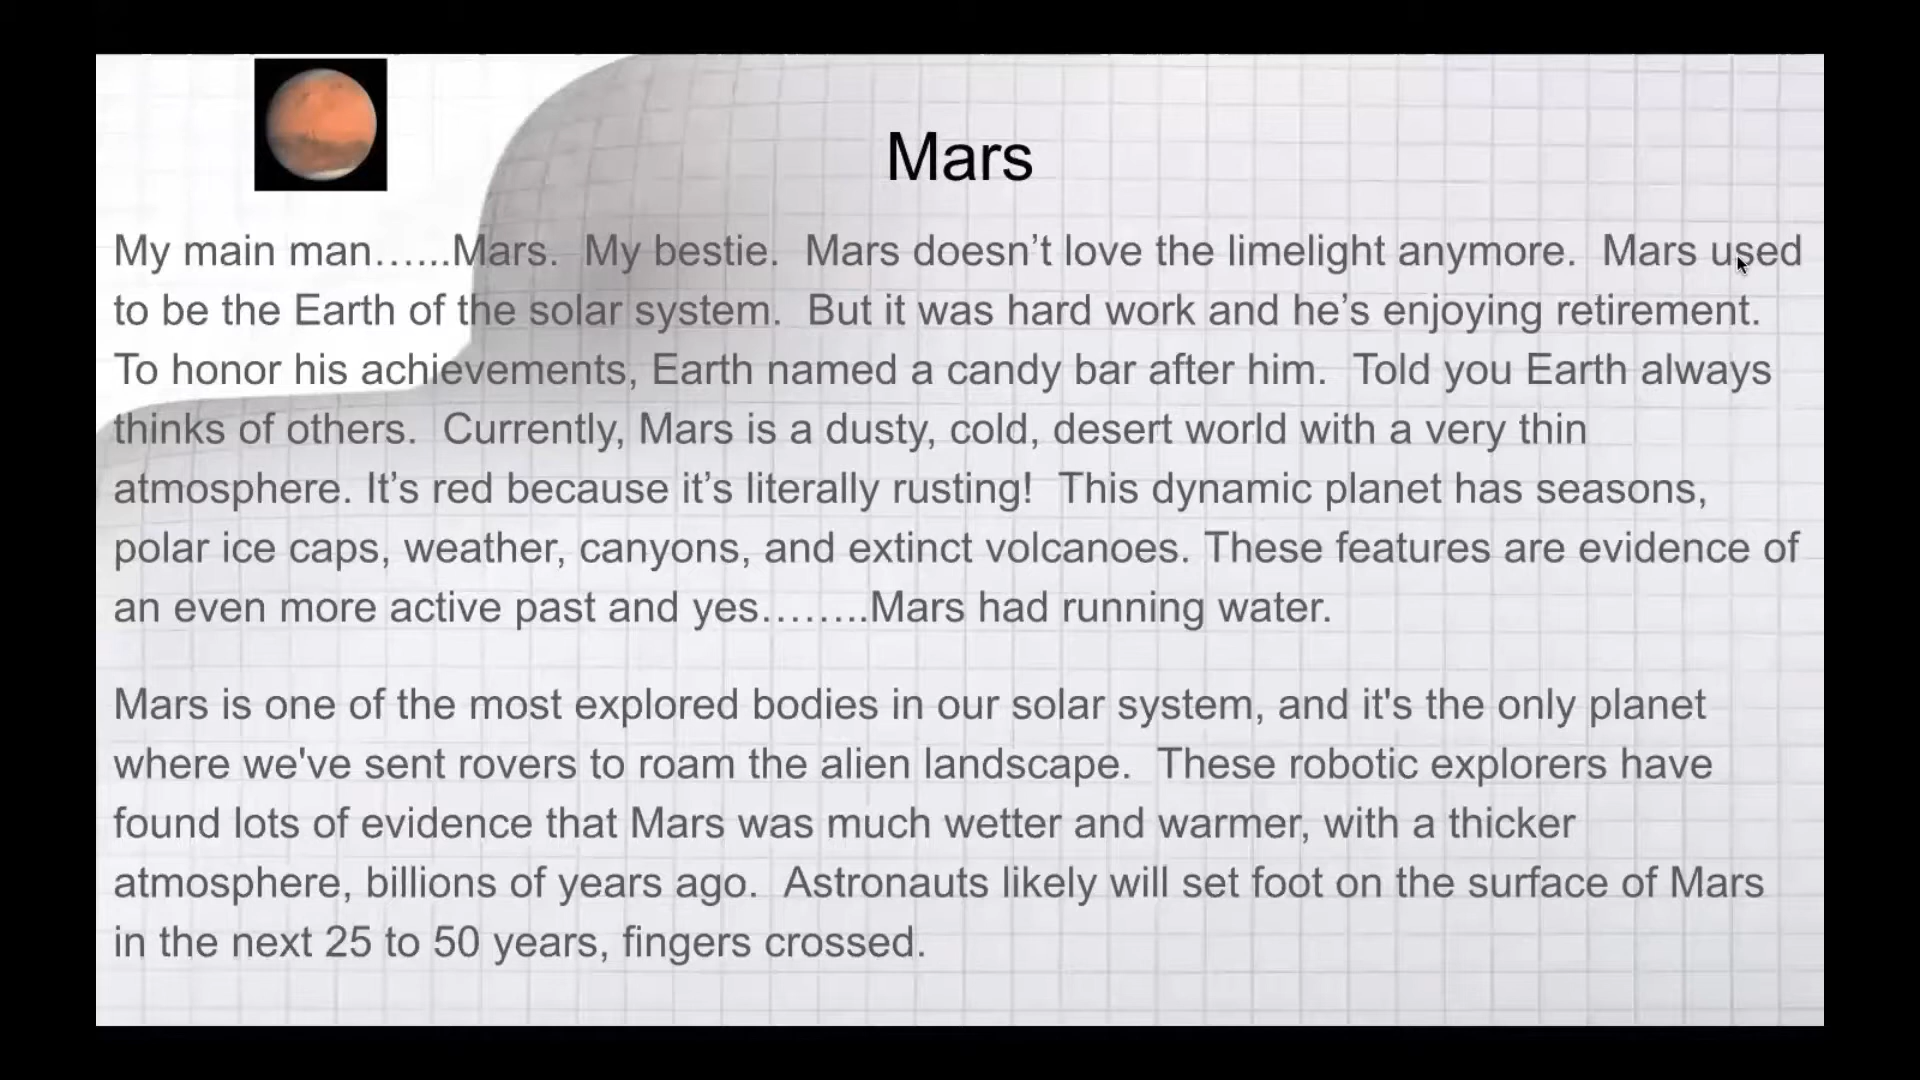 Mars
My main man…...Mars.  My bestie.  Mars doesn’t love the limelight anymore.  Mars used
to be the Earth of the solar system.  But it was hard work and he’s enjoying retirement.
To honor his achievements, Earth named a candy bar after him.  Told you Earth always
thinks of others.  Currently, Mars is a dusty, cold, desert world with a very thin
atmosphere. It’s red because it’s literally rusting!  This dynamic planet has seasons,
polar ice caps, weather, canyons, and extinct volcanoes. These features are evidence of
an even more active past and yes……..Mars had running water.
Mars is one of the most explored bodies in our solar system, and it's the only planet
where we've sent rovers to roam the alien landscape.  These robotic explorers have
found lots of evidence that Mars was much wetter and warmer, with a thicker
atmosphere, billions of years ago.  Astronauts likely will set foot on the surface of Mars
in the next 25 to 50 years, fingers crossed.